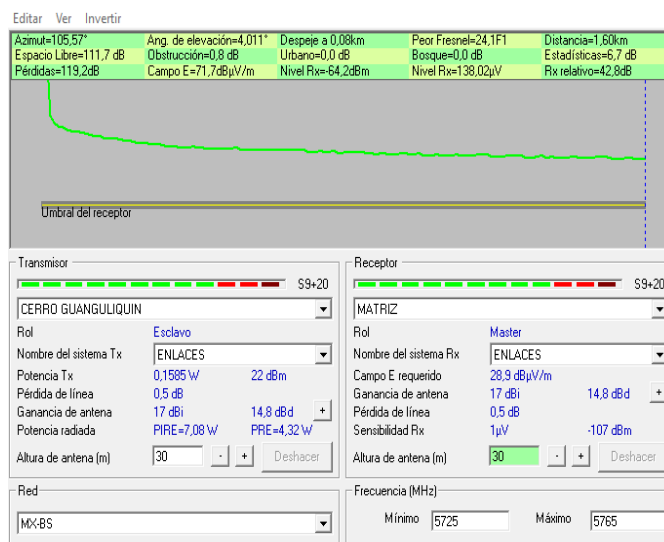 Editar Ver Invertir
Azimut=105,57° Ang. de elevación=4,011° Despeje a 0,08km Peor Fresnel=24,1F1 Distancia=1,60km
Espacio Libre=111,7 dB Obstrucción=0,8 dB Urbano=0,0 dB Bosque=0,0 dB Estadísticas=6,7 dB
Pérdidas=119,2dB Campo E=71,7dBµV/m Nivel Rx=-64,2dBm Nivel Rx=138,02µV Rx relativo=42,8dB
Umbral del receptor
Transmisor
S9+20
CERRO GUANGULIQUIN
Rol Esclavo
Nombre del sistema Tx ENLACES
Potencia Tx 0,1585 W 22 dBm
Pérdida de línea 0,5 dB
Ganancia de antena 17 dBi 14,8 dBd +
Potencia radiada PIRE=7,08 W PRE=4,32 W
Altura de antena (m) 30 - + Deshacer
Red
MX-BS
Receptor
S9+20
MATRIZ
Rol Master
Nombre del sistema Rx ENLACES
Campo E requerido 28,9 dBµV/m
Ganancia de antena 17 dBi 14,8 dBd +
Pérdida de línea 0,5 dB
Sensibilidad Rx 1µV -107 dBm
Altura de antena (m) 30 - + Deshacer
Frecuencia (MHz)
Mínimo 5725 Máximo 5765